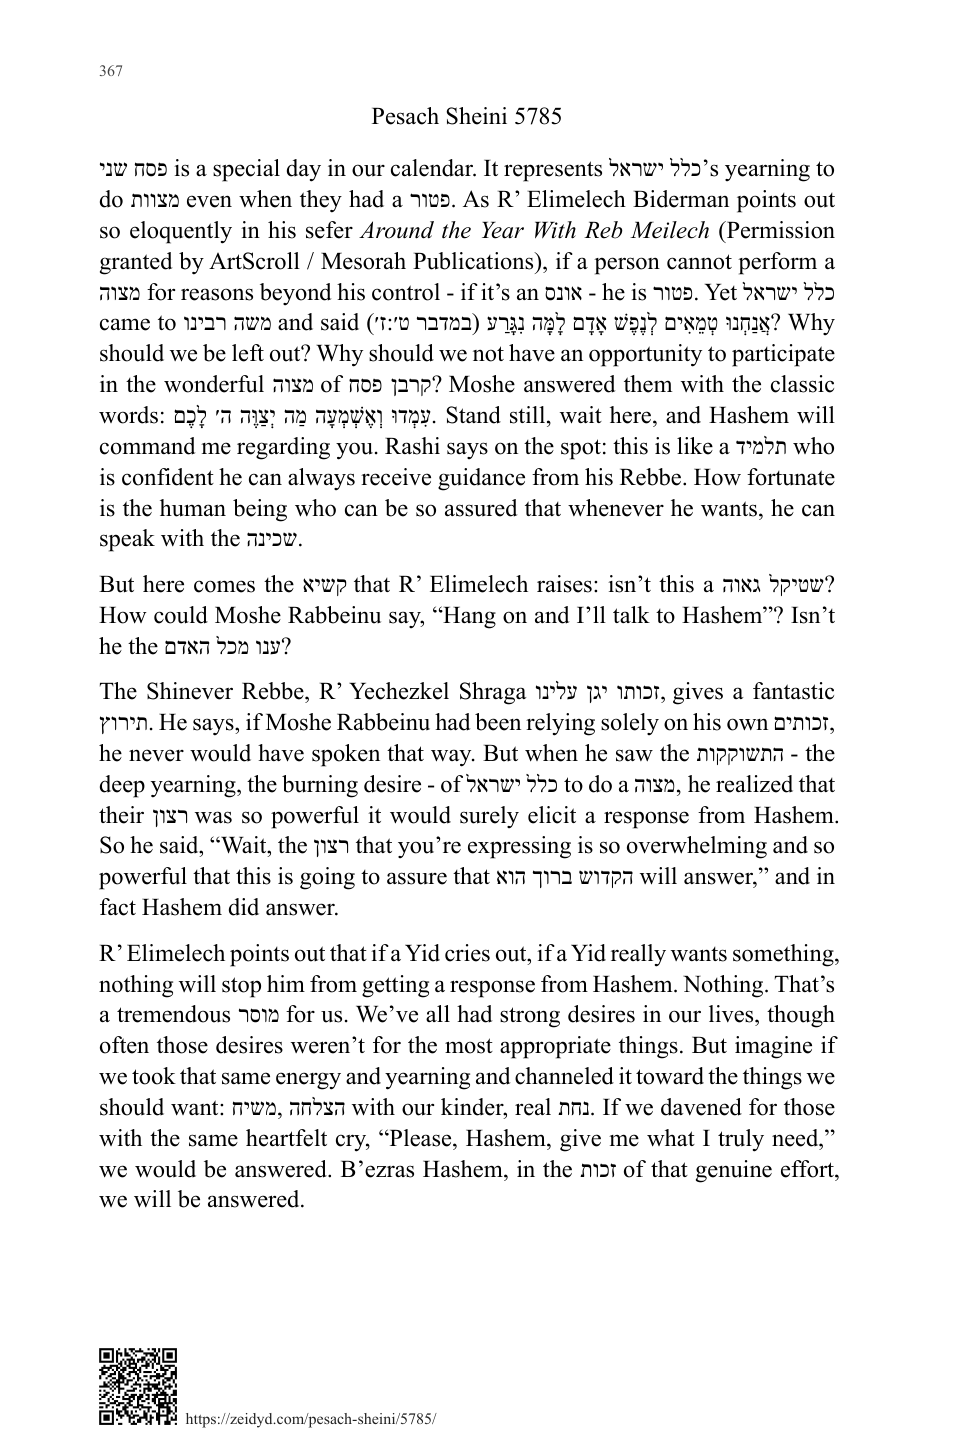 367
Pesach Sheini 5785
פסח שני is a special day in our calendar. It represents כלל ישראל’s yearning to
do מצוות even when they had a פטור. As R’ Elimelech Biderman points out
so eloquently in his sefer Around the Year With Reb Meilech (Permission
granted by ArtScroll / Mesorah Publications), if a person cannot perform a
מצוה for reasons beyond his control - if it’s an אונס - he is פטור. Yet כלל ישראל
came to משה רבינו and said (במדבר ט׳:ז׳) אֲנַחְנוּ טְמֵאִים לְנֶפֶשׁ אָדָם לָמָּה נִגָּרַע? Why
should we be left out? Why should we not have an opportunity to participate
in the wonderful מצוה of קרבן פסח? Moshe answered them with the classic
words: עִמְדוּ וְאֶשְׁמְעָה מַה יְצַוֶּה ה׳ לָכֶם. Stand still, wait here, and Hashem will
command me regarding you. Rashi says on the spot: this is like a תלמיד who
is confident he can always receive guidance from his Rebbe. How fortunate
is the human being who can be so assured that whenever he wants, he can
speak with the שכינה.
But here comes the קשיא that R’ Elimelech raises: isn’t this a שטיקל גאוה?
How could Moshe Rabbeinu say, “Hang on and I’ll talk to Hashem”? Isn’t
he the ענו מכל האדם?
The Shinever Rebbe, R’ Yechezkel Shraga זכותו יגן עלינו, gives a fantastic
תירוץ. He says, if Moshe Rabbeinu had been relying solely on his own זכותים,
he never would have spoken that way. But when he saw the התשוקקות - the
deep yearning, the burning desire - of כלל ישראל to do a מצוה, he realized that
their רצון was so powerful it would surely elicit a response from Hashem.
So he said, “Wait, the רצון that you’re expressing is so overwhelming and so
powerful that this is going to assure that הקדוש ברוך הוא will answer,” and in
fact Hashem did answer.
R’ Elimelech points out that if a Yid cries out, if a Yid really wants something,
nothing will stop him from getting a response from Hashem. Nothing. That’s
a tremendous מוסר for us. We’ve all had strong desires in our lives, though
often those desires weren’t for the most appropriate things. But imagine if
we took that same energy and yearning and channeled it toward the things we
should want: משיח, הצלחה with our kinder, real נחת. If we davened for those
with the same heartfelt cry, “Please, Hashem, give me what I truly need,”
we would be answered. B’ezras Hashem, in the זכות of that genuine effort,
we will be answered.
https://zeidyd.com/pesach-sheini/5785/